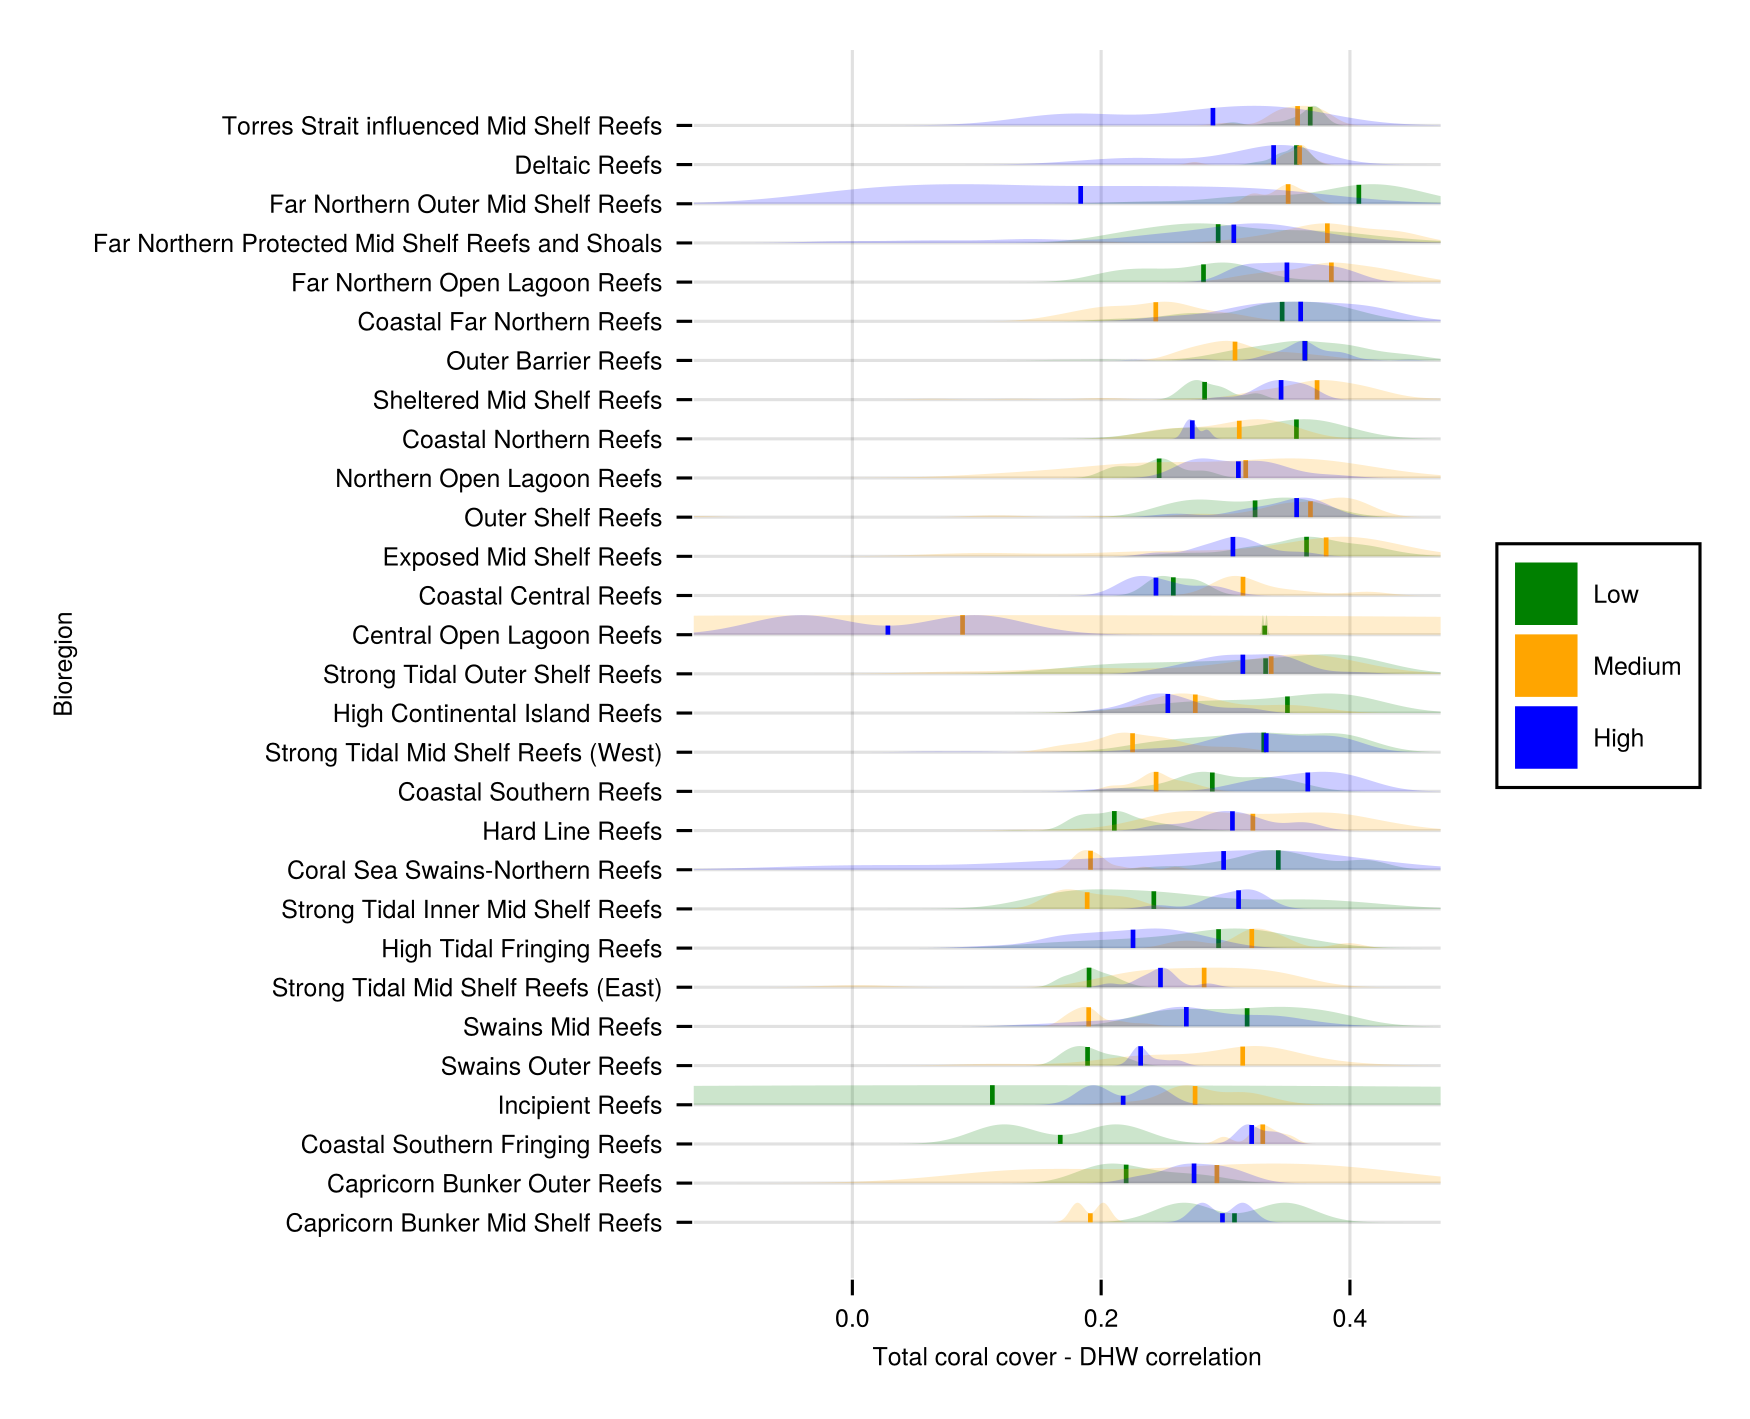 Torres Strait influenced Mid Shelf Reefs
Deltaic Reefs
Far Northern Outer Mid Shelf Reefs
Far Northern Protected Mid Shelf Reefs and Shoals
Far Northern Open Lagoon Reefs
Coastal Far Northern Reefs
Outer Barrier Reefs
Sheltered Mid Shelf Reefs
Coastal Northern Reefs
Northern Open Lagoon Reefs
Outer Shelf Reefs
Exposed Mid Shelf Reefs
Coastal Central Reefs
Central Open Lagoon Reefs
Strong Tidal Outer Shelf Reefs
High Continental Island Reefs
Strong Tidal Mid Shelf Reefs (West)
Coastal Southern Reefs
Hard Line Reefs
Coral Sea Swains-Northern Reefs
Strong Tidal Inner Mid Shelf Reefs
High Tidal Fringing Reefs
Strong Tidal Mid Shelf Reefs (East)
Swains Mid Reefs
Swains Outer Reefs
Incipient Reefs
Coastal Southern Fringing Reefs
Capricorn Bunker Outer Reefs
Capricorn Bunker Mid Shelf Reefs
Bioregion
0.0
0.2
0.4
Total coral cover - DHW correlation
Low
Medium
High